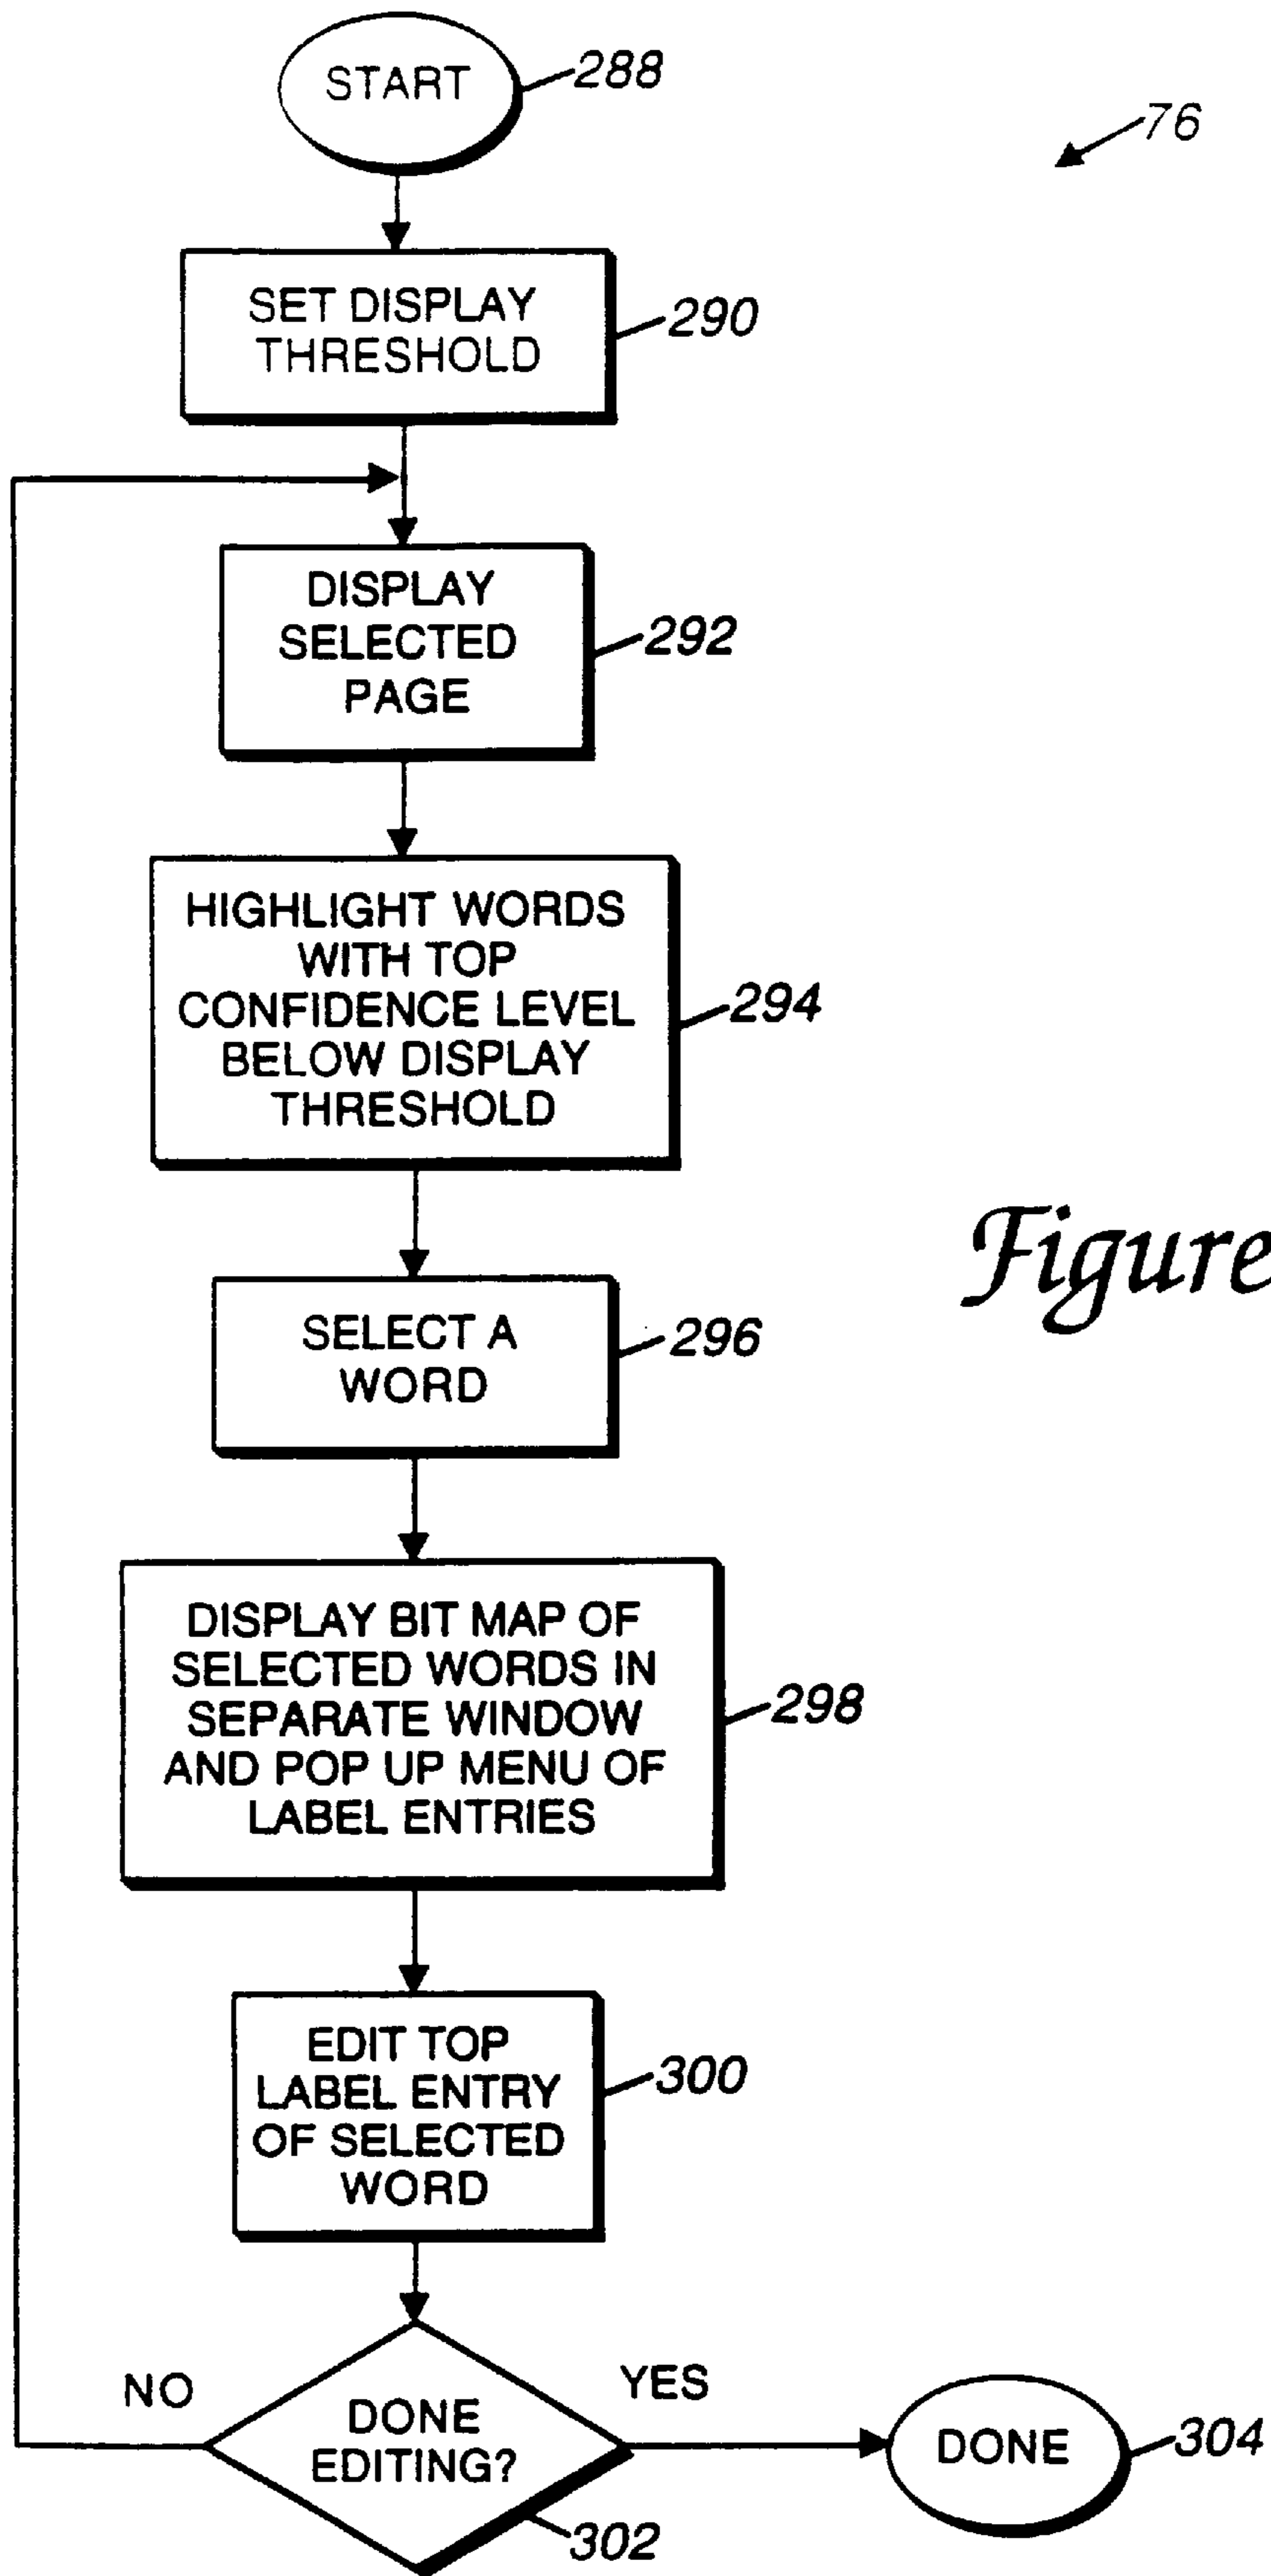 START
288
76
SET DISPLAY
THRESHOLD
290
DISPLAY
SELECTED
PAGE
292
HIGHLIGHT WORDS
WITH TOP
CONFIDENCE LEVEL
BELOW DISPLAY
THRESHOLD
294
Figure
SELECT A
WORD
296
DISPLAY BIT MAP OF
SELECTED WORDS IN
SEPARATE WINDOW
AND POP UP MENU OF
LABEL ENTRIES
298
EDIT TOP
LABEL ENTRY
OF SELECTED
WORD
300
NO
YES
DONE
EDITING?
302
DONE
304